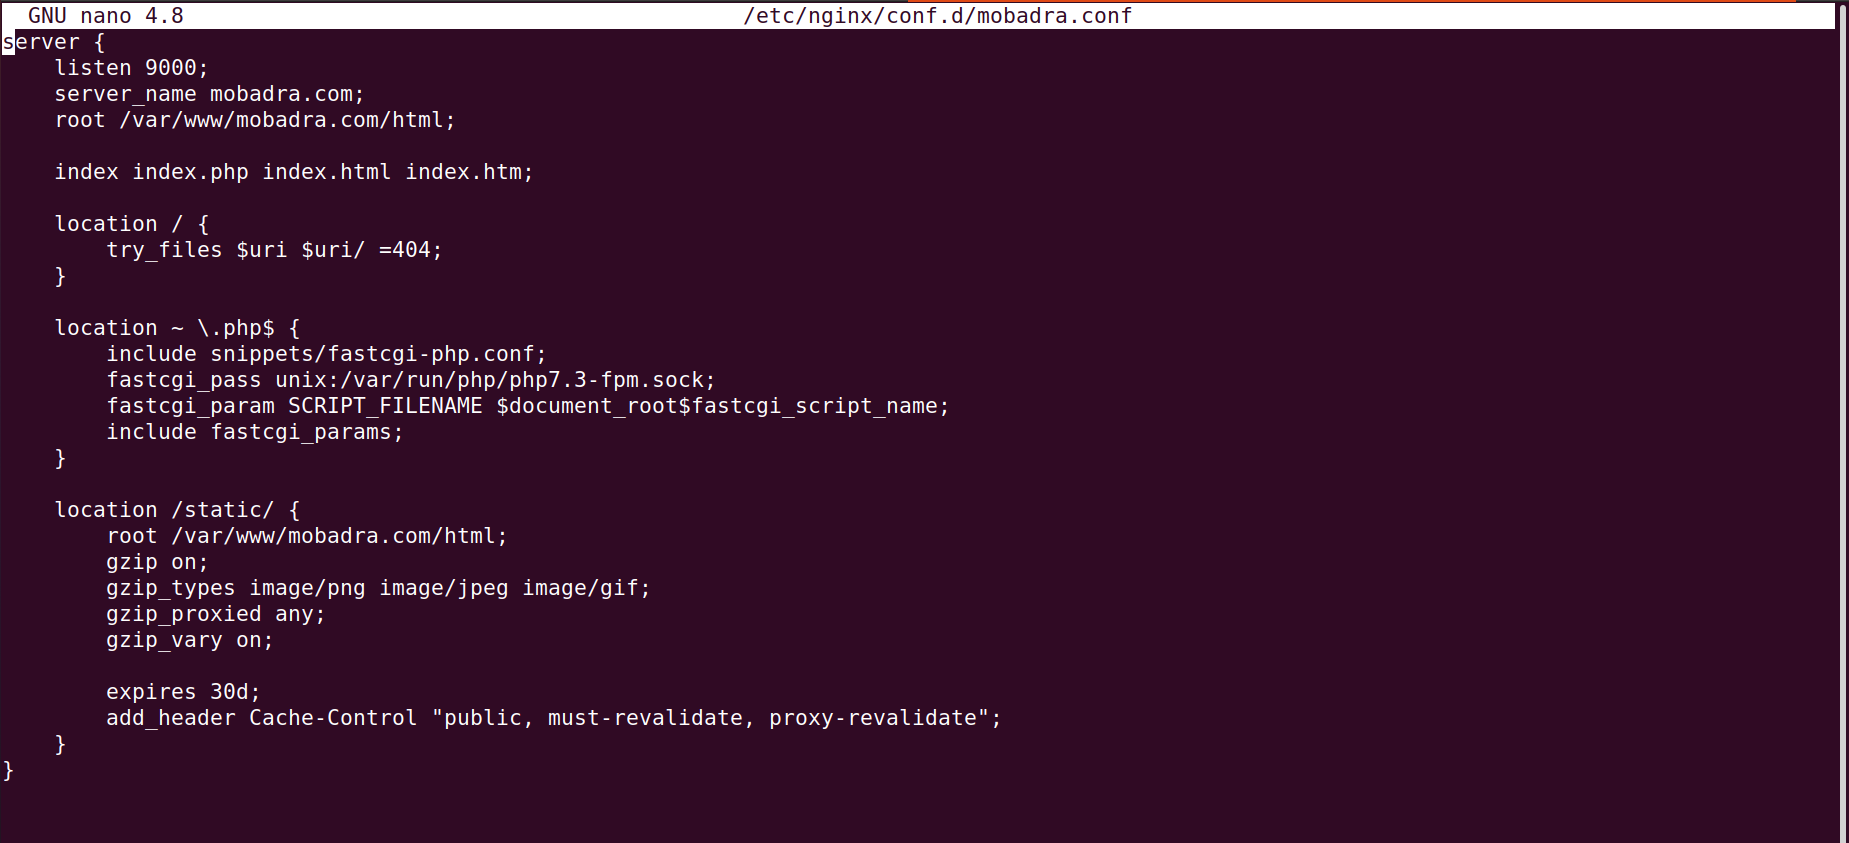 GNU nano 4.8 /etc/nginx/conf.d/mobadra.conf
server {
    listen 9000;
    server_name mobadra.com;
    root /var/www/mobadra.com/html;

    index index.php index.html index.htm;

    location / {
        try_files $uri $uri/ =404;
    }

    location ~ \.php$ {
        include snippets/fastcgi-php.conf;
        fastcgi_pass unix:/var/run/php/php7.3-fpm.sock;
        fastcgi_param SCRIPT_FILENAME $document_root$fastcgi_script_name;
        include fastcgi_params;
    }

    location /static/ {
        root /var/www/mobadra.com/html;
        gzip on;
        gzip_types image/png image/jpeg image/gif;
        gzip_proxied any;
        gzip_vary on;

        expires 30d;
        add_header Cache-Control "public, must-revalidate, proxy-revalidate";
    }
}